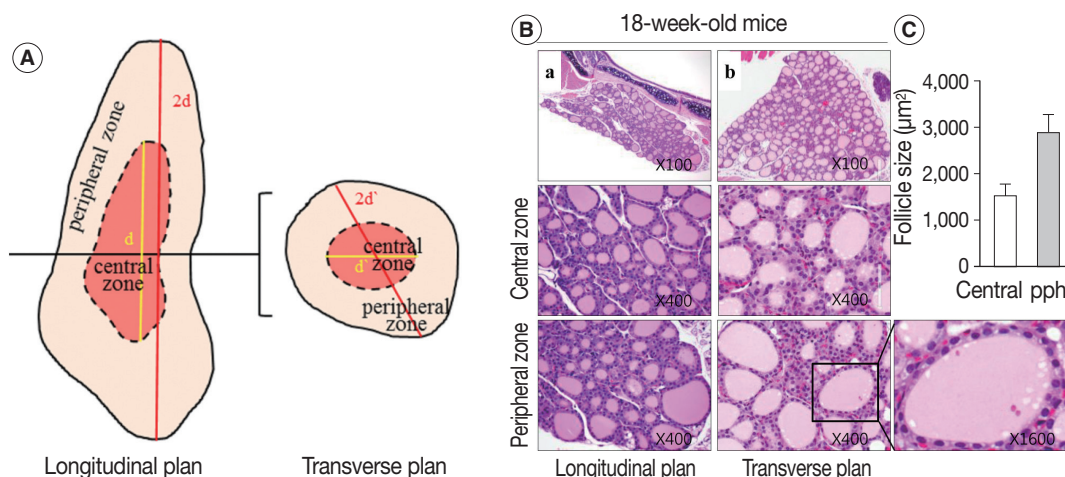 A
peripheral zone
2d
d
central
zone
Longitudinal plan
2d`
central
zone
d`
peripheral
zone
Transverse plan
B
18-week-old mice
a
X100
b
X100
Central zone
X400
X400
Peripheral zone
X400
X400
X1600
Longitudinal plan
Transverse plan
C
Follicle size (μm²)
4,000
3,000
2,000
1,000
0
Central pph